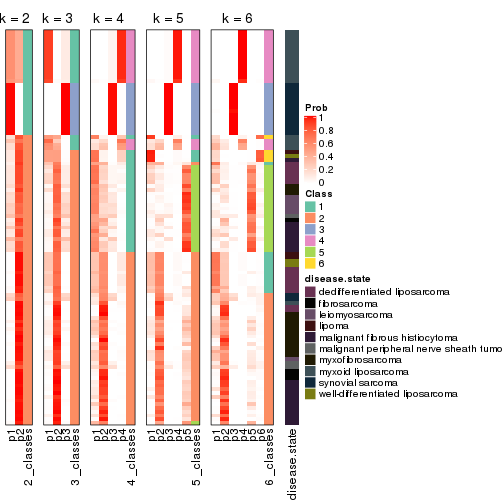 k = 2
k = 3
k = 4
k = 5
k = 6
Prob
1
0.8
0.6
0.4
0.2
0
Class
1
2
3
4
5
6
disease.state
dedifferentiated liposarcoma
fibrosarcoma
leiomyosarcoma
lipoma
malignant fibrous histiocytoma
malignant peripheral nerve sheath tumo
myxofibrosarcoma
myxoid liposarcoma
synovial sarcoma
well-differentiated liposarcoma
p1
p2
2_classes
p1
p2
p3
3_classes
p1
p2
p3
p4
4_classes
p1
p2
p3
p4
p5
5_classes
p1
p2
p3
p4
p5
p6
6_classes
disease.state